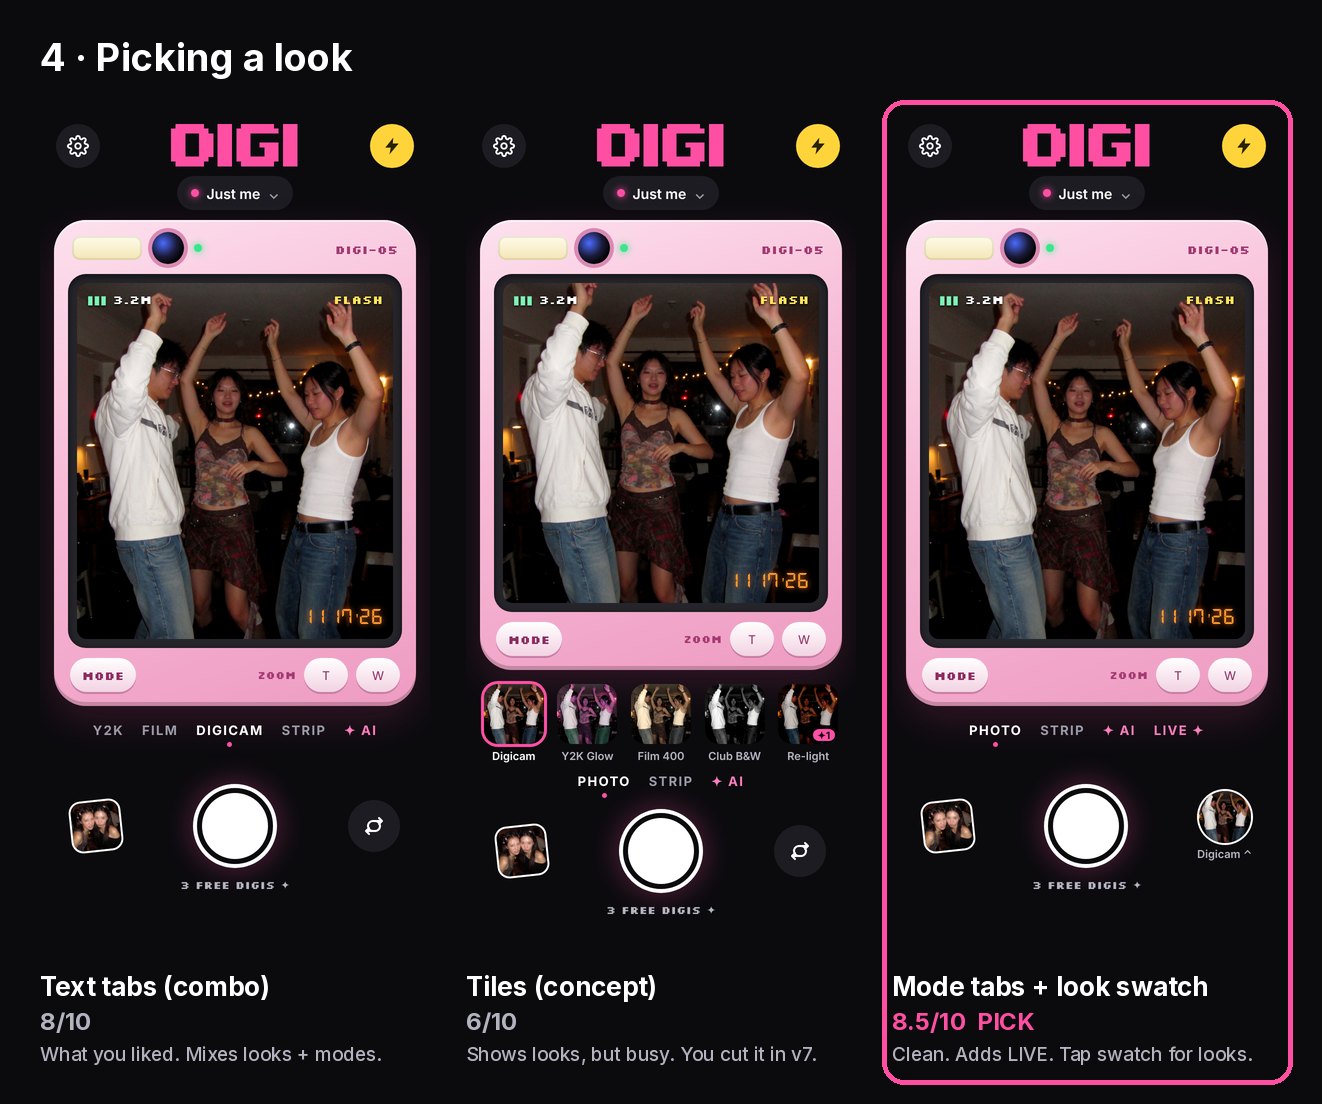 4 · Picking a look
DIGI
Just me
DIGI-05
3.2M
FLASH
11 17'26
MODE
ZOOM
T
W
Y2K
FILM
DIGICAM
STRIP
✦ AI
3 FREE DIGIS ✦
Text tabs (combo)
8/10
What you liked. Mixes looks + modes.
DIGI
Just me
DIGI-05
3.2M
FLASH
11 17'26
MODE
ZOOM
T
W
✦1
Digicam
Y2K Glow
Film 400
Club B&W
Re-light
PHOTO
STRIP
✦ AI
3 FREE DIGIS ✦
Tiles (concept)
6/10
Shows looks, but busy. You cut it in v7.
DIGI
Just me
DIGI-05
3.2M
FLASH
11 17'26
MODE
ZOOM
T
W
PHOTO
STRIP
✦ AI
LIVE ✦
Digicam ^
3 FREE DIGIS ✦
Mode tabs + look swatch
8.5/10 PICK
Clean. Adds LIVE. Tap swatch for looks.